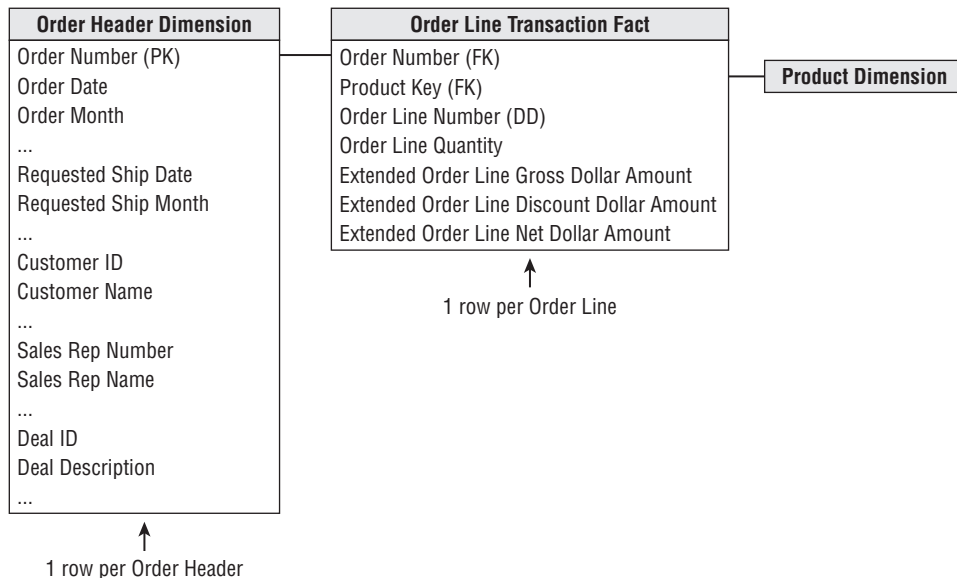 Order Header Dimension
Order Number (PK)
Order Date
Order Month
...
Requested Ship Date
Requested Ship Month
...
Customer ID
Customer Name
...
Sales Rep Number
Sales Rep Name
...
Deal ID
Deal Description
...
1 row per Order Header
Order Line Transaction Fact
Order Number (FK)
Product Key (FK)
Order Line Number (DD)
Order Line Quantity
Extended Order Line Gross Dollar Amount
Extended Order Line Discount Dollar Amount
Extended Order Line Net Dollar Amount
1 row per Order Line
Product Dimension